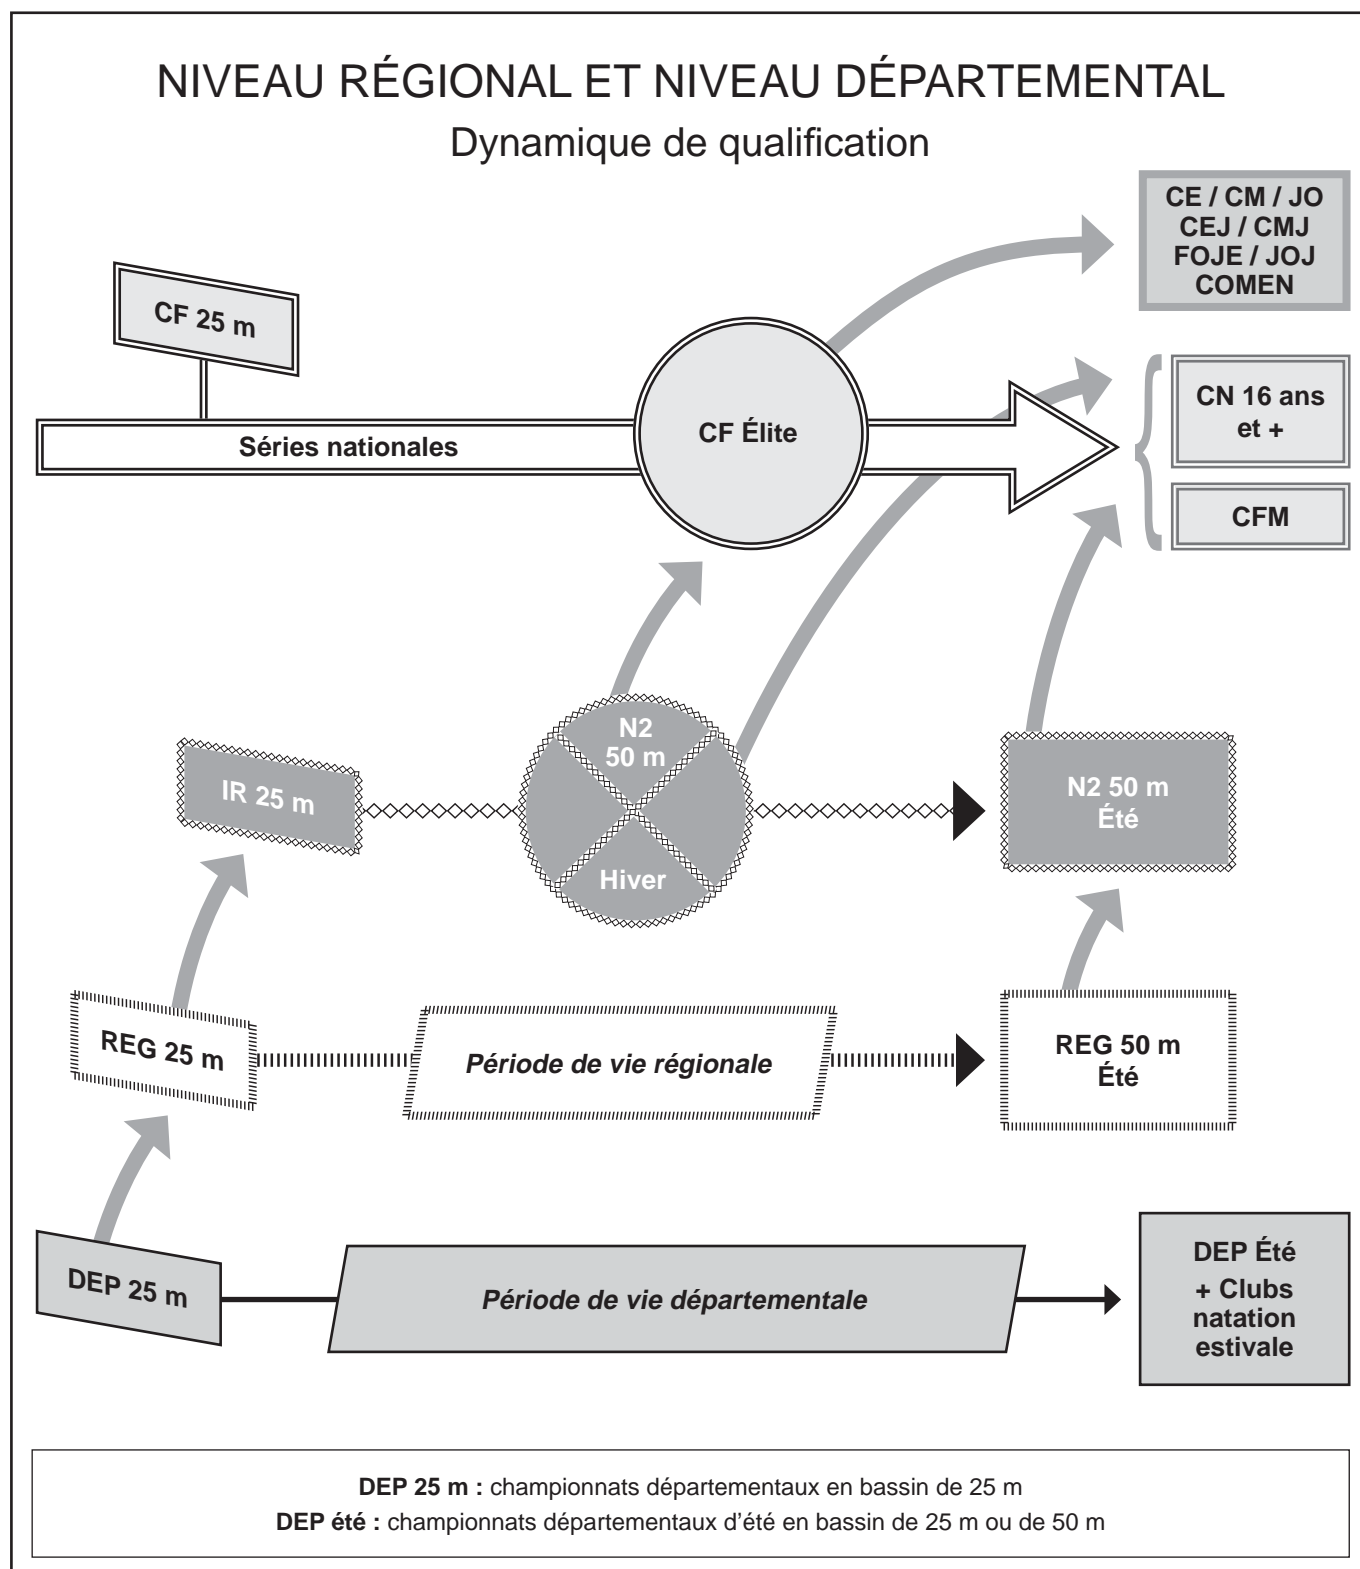 NIVEAU RÉGIONAL ET NIVEAU DÉPARTEMENTAL
Dynamique de qualification
CE / CM / JO
CEJ / CMJ
FOJE / JOJ
COMEN
CF 25 m
Séries nationales
CF Élite
CN 16 ans
et +
CFM
IR 25 m
N2
50 m
Hiver
N2 50 m
Été
REG 25 m
Période de vie régionale
REG 50 m
Été
DEP 25 m
Période de vie départementale
DEP Été
+ Clubs
natation
estivale
DEP 25 m : championnats départementaux en bassin de 25 m
DEP été : championnats départementaux d'été en bassin de 25 m ou de 50 m